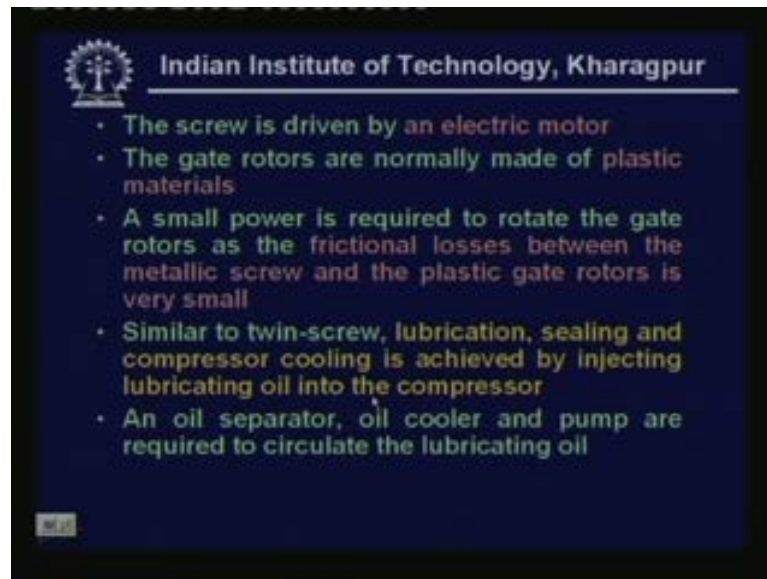 Indian Institute of Technology, Kharagpur
• The screw is driven by an electric motor
• The gate rotors are normally made of plastic
materials
• A small power is required to rotate the gate
rotors as the frictional losses between the
metallic screw and the plastic gate rotors is
very small
• Similar to twin-screw, lubrication, sealing and
compressor cooling is achieved by injecting
lubricating oil into the compressor
• An oil separator, oil cooler and pump are
required to circulate the lubricating oil